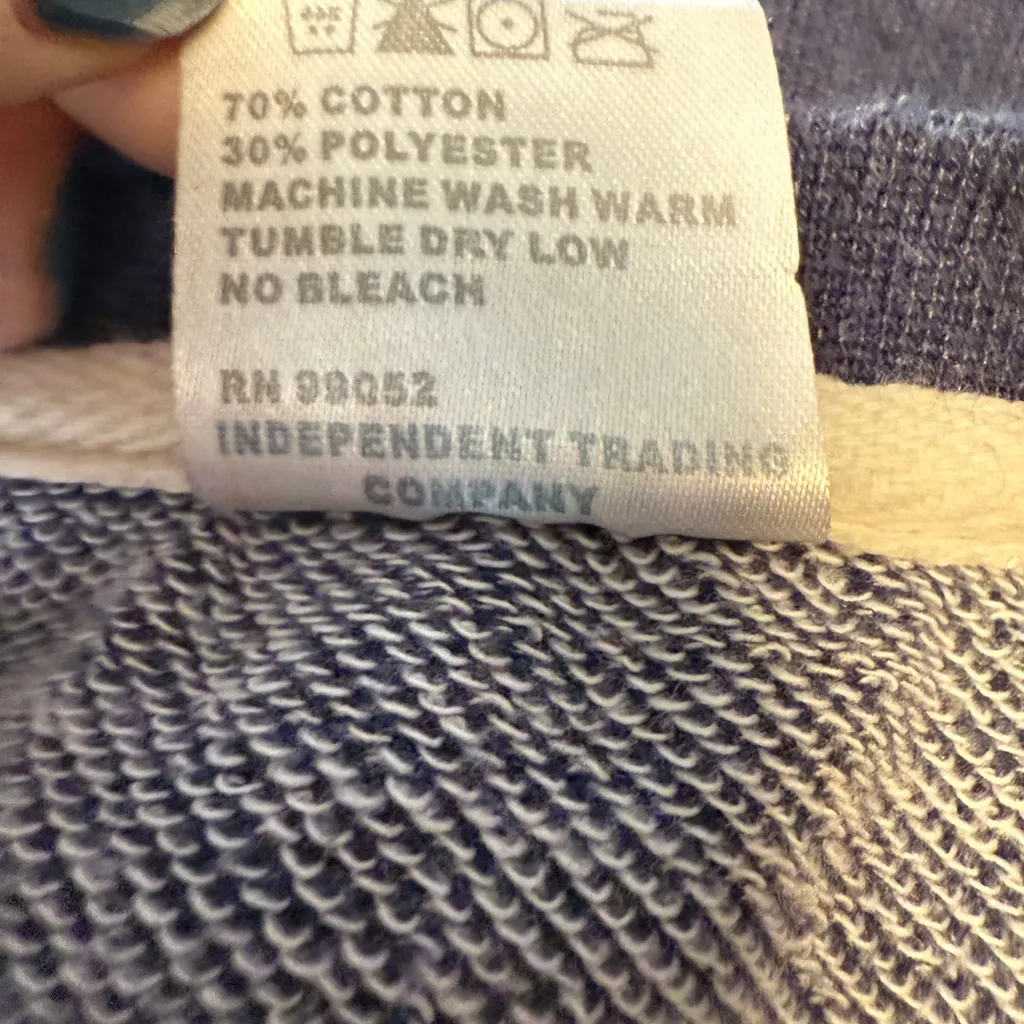 70% COTTON
30% POLYESTER
MACHINE WASH WARM
TUMBLE DRY LOW
NO BLEACH
RN 99052
INDEPENDENT TRADING
COMPANY